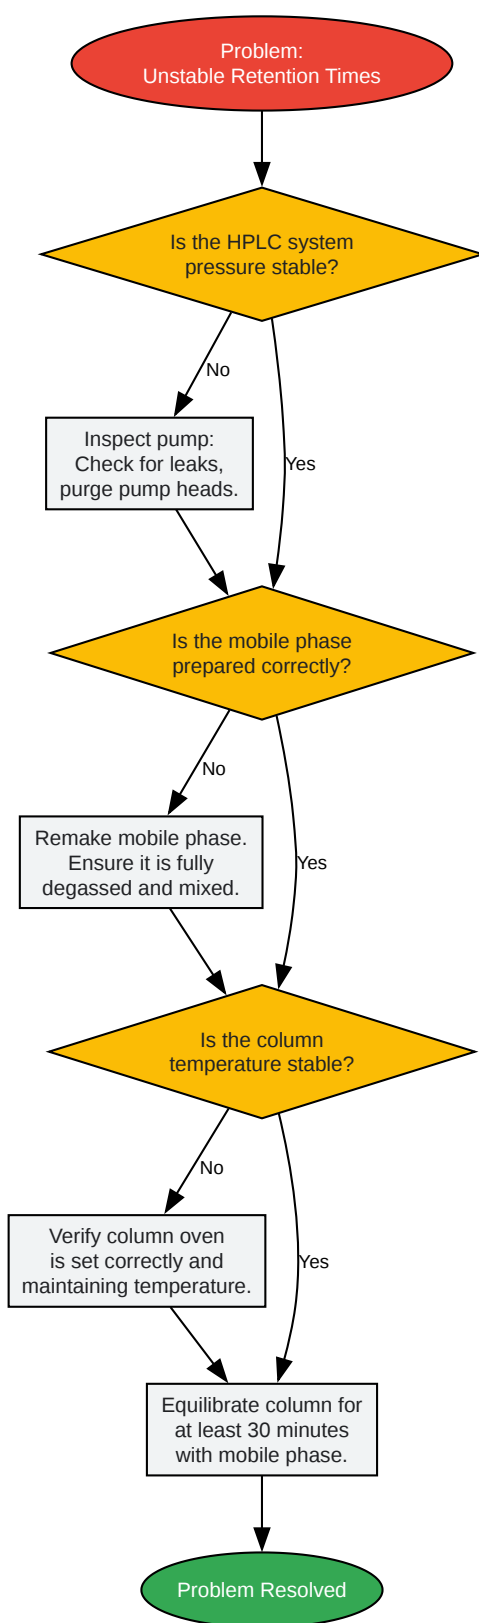 Problem:
Unstable Retention Times
Is the HPLC system
pressure stable?
No
Inspect pump:
Check for leaks,
purge pump heads.
Yes
Is the mobile phase
prepared correctly?
No
Remake mobile phase.
Ensure it is fully
degassed and mixed.
Yes
Is the column
temperature stable?
No
Verify column oven
is set correctly and
maintaining temperature.
Yes
Equilibrate column for
at least 30 minutes
with mobile phase.
Problem Resolved